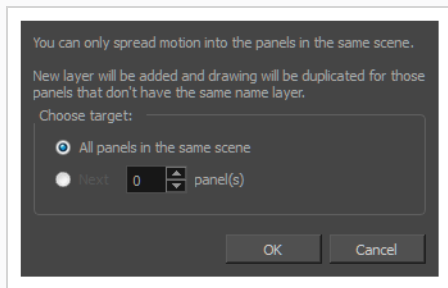 You can only spread motion into the panels in the same scene.
New layer will be added and drawing will be duplicated for those
panels that don't have the same name layer.
Choose target:
All panels in the same scene
Next 0 panel(s)
OK Cancel